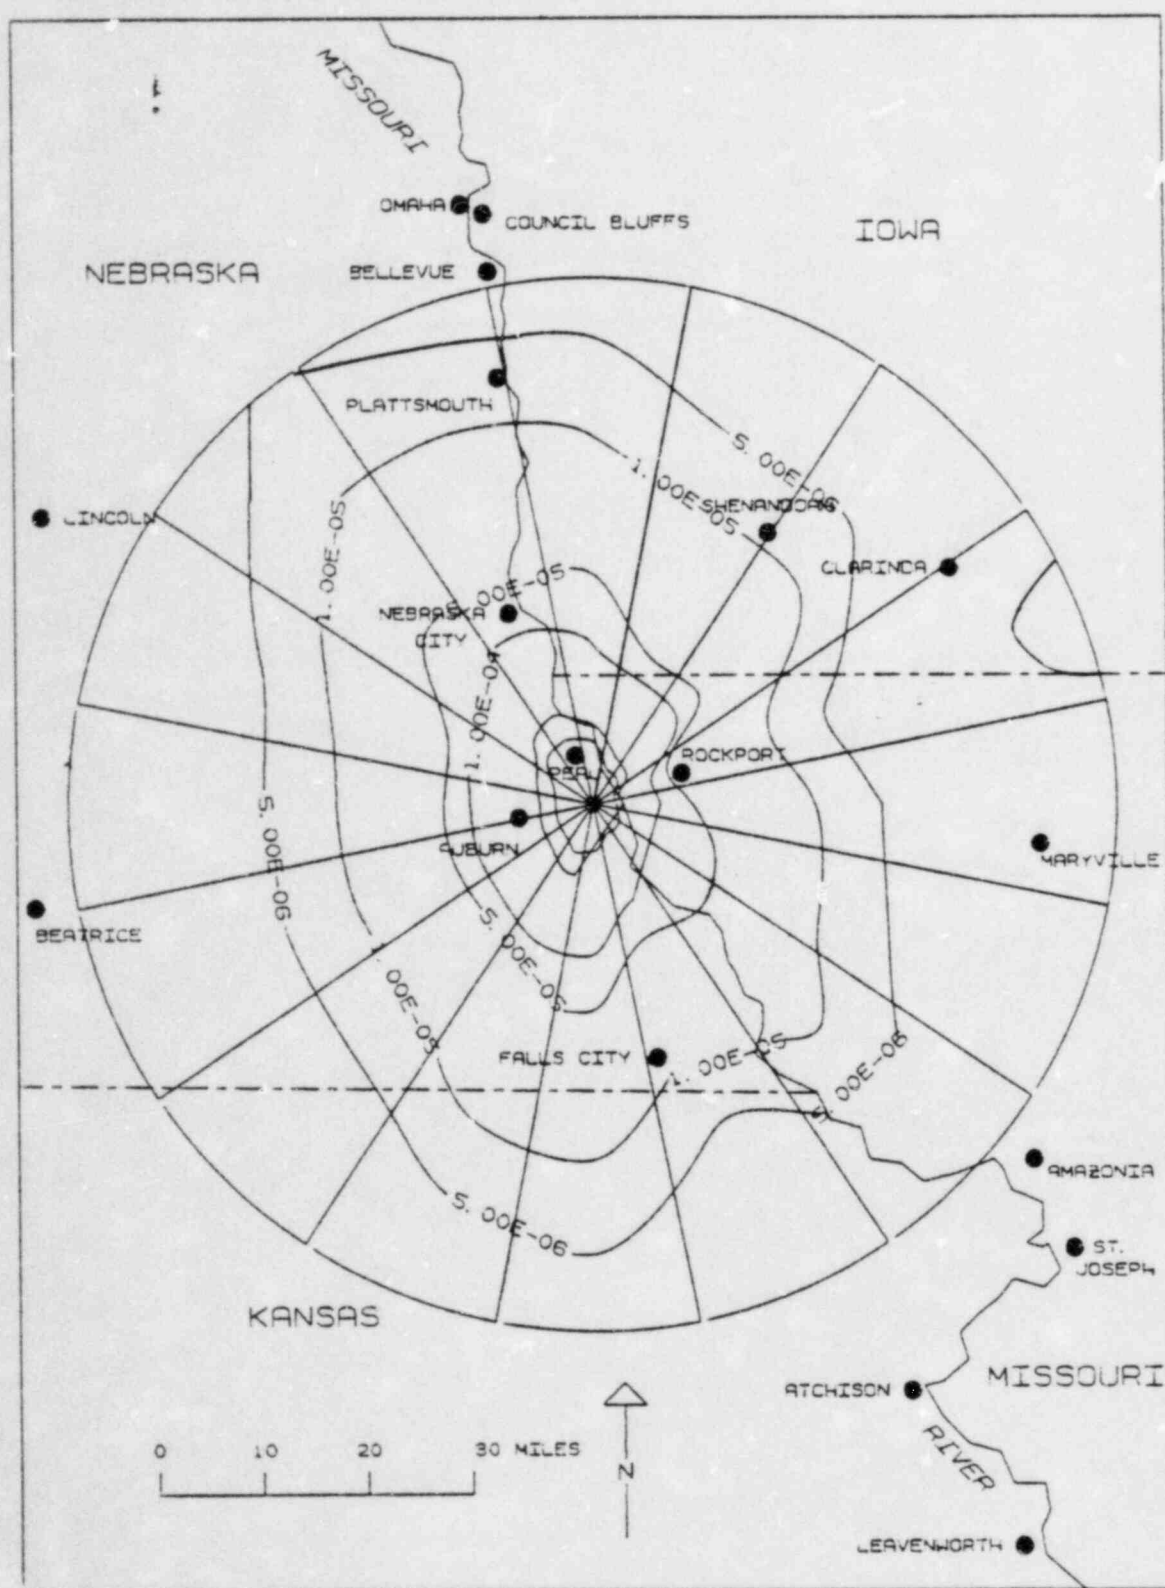 MISSOURI
OMAHA
COUNCIL BLUFFS
IOWA
NEBRASKA
BELLEVUE
PLATTSMOUTH
5.00E-06
1.00E-05
SHENANDOAH
LINCOLN
1.00E-05
CLARINDA
5.00E-05
NEBRASKA
CITY
1.00E-04
ROCKPORT
PERU
5.00E-06
AUBURN
MARYVILLE
BEATRICE
5.00E-05
1.00E-05
FALLS CITY
1.00E-05
5.00E-06
AMAZONIA
5.00E-06
ST.
JOSEPH
KANSAS
MISSOURI
ATCHISON
0 10 20 30 MILES
N
RIVER
LEAVENWORTH